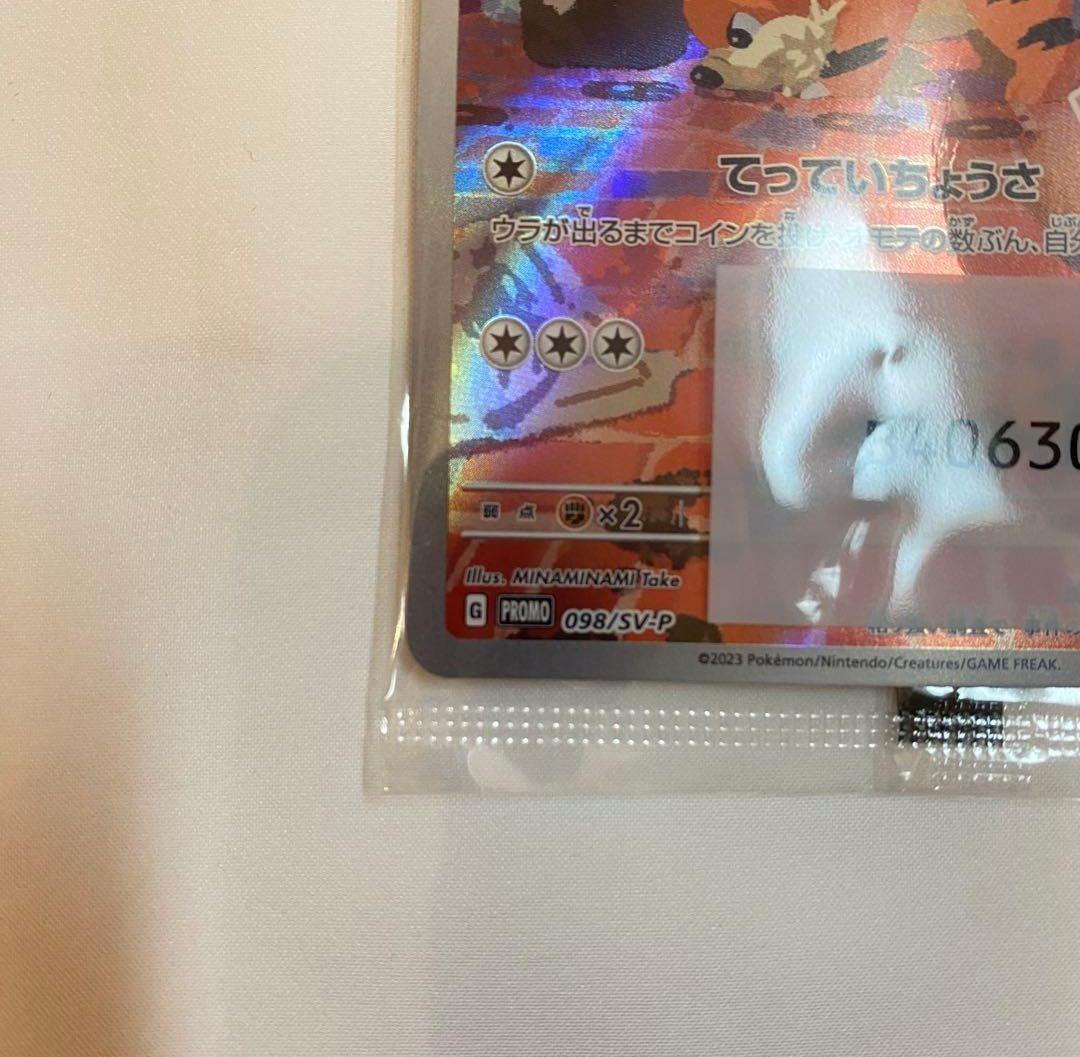 てっていちょうさ
ウラが出るまでコインを投げ、オモテの数ぶん、自分
340630
弱点 ×2
Illus. MINAMINAMI Take
G PROMO 098/SV-P
©2023 Pokémon/Nintendo/Creatures/GAME FREAK.